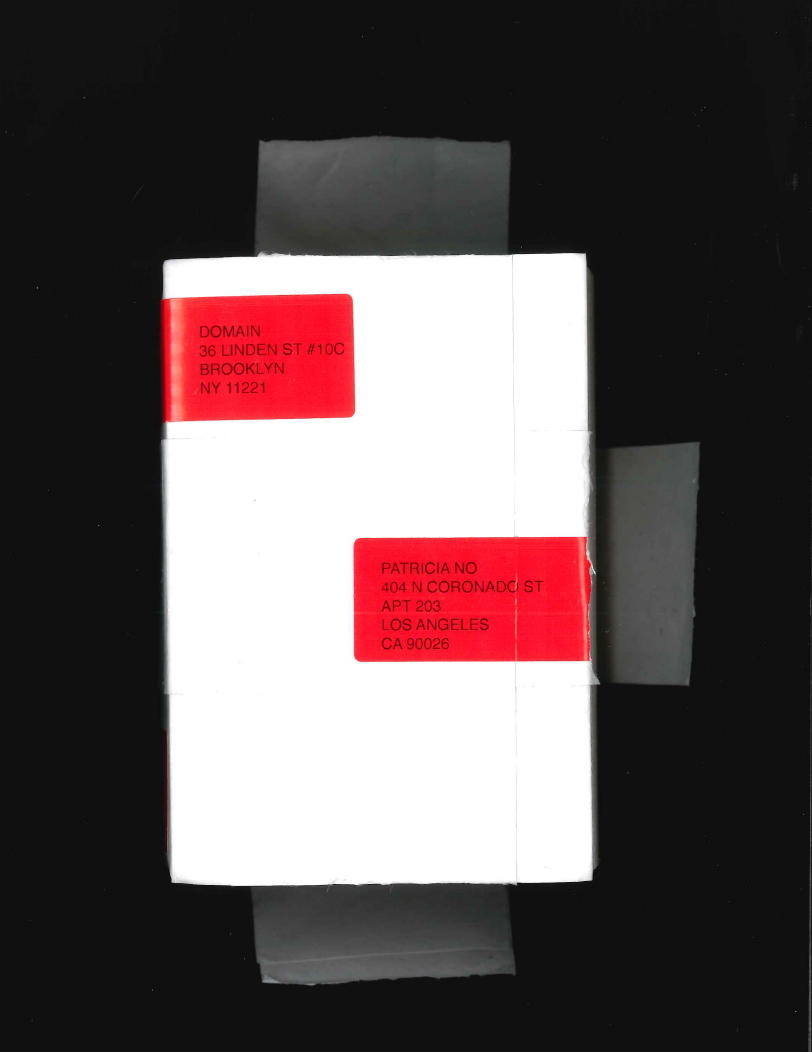 DOMAIN
36 LINDEN ST #10C
BROOKLYN
NY 11221
PATRICIA NO
404 N CORONADO ST
APT 203
LOS ANGELES
CA 90026